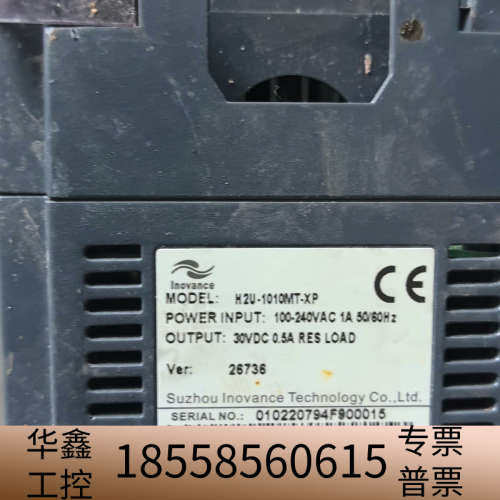 Inovance
CE
MODEL: H2U-1010MT-XP
POWER INPUT: 100-240VAC 1A 50/60Hz
OUTPUT: 30VDC 0.5A RES LOAD
Ver: 26736
Suzhou Inovance Technology Co.,Ltd.
SERIAL NO.: 010220794F900015
华鑫工控
18558560615
专票
普票